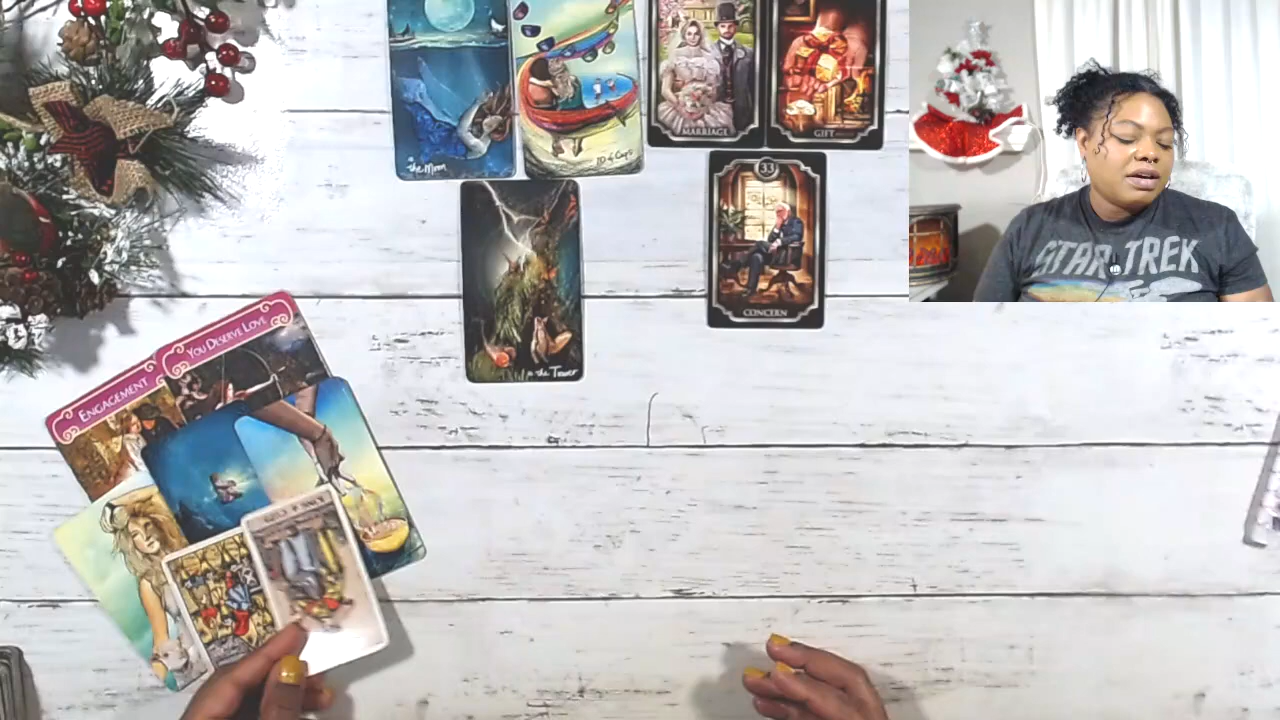 the Moon
10 of Cups
MARRIAGE
GIFT
33
CONCERN
the Tower
STAR TREK
ENGAGEMENT
YOU DESERVE LOVE